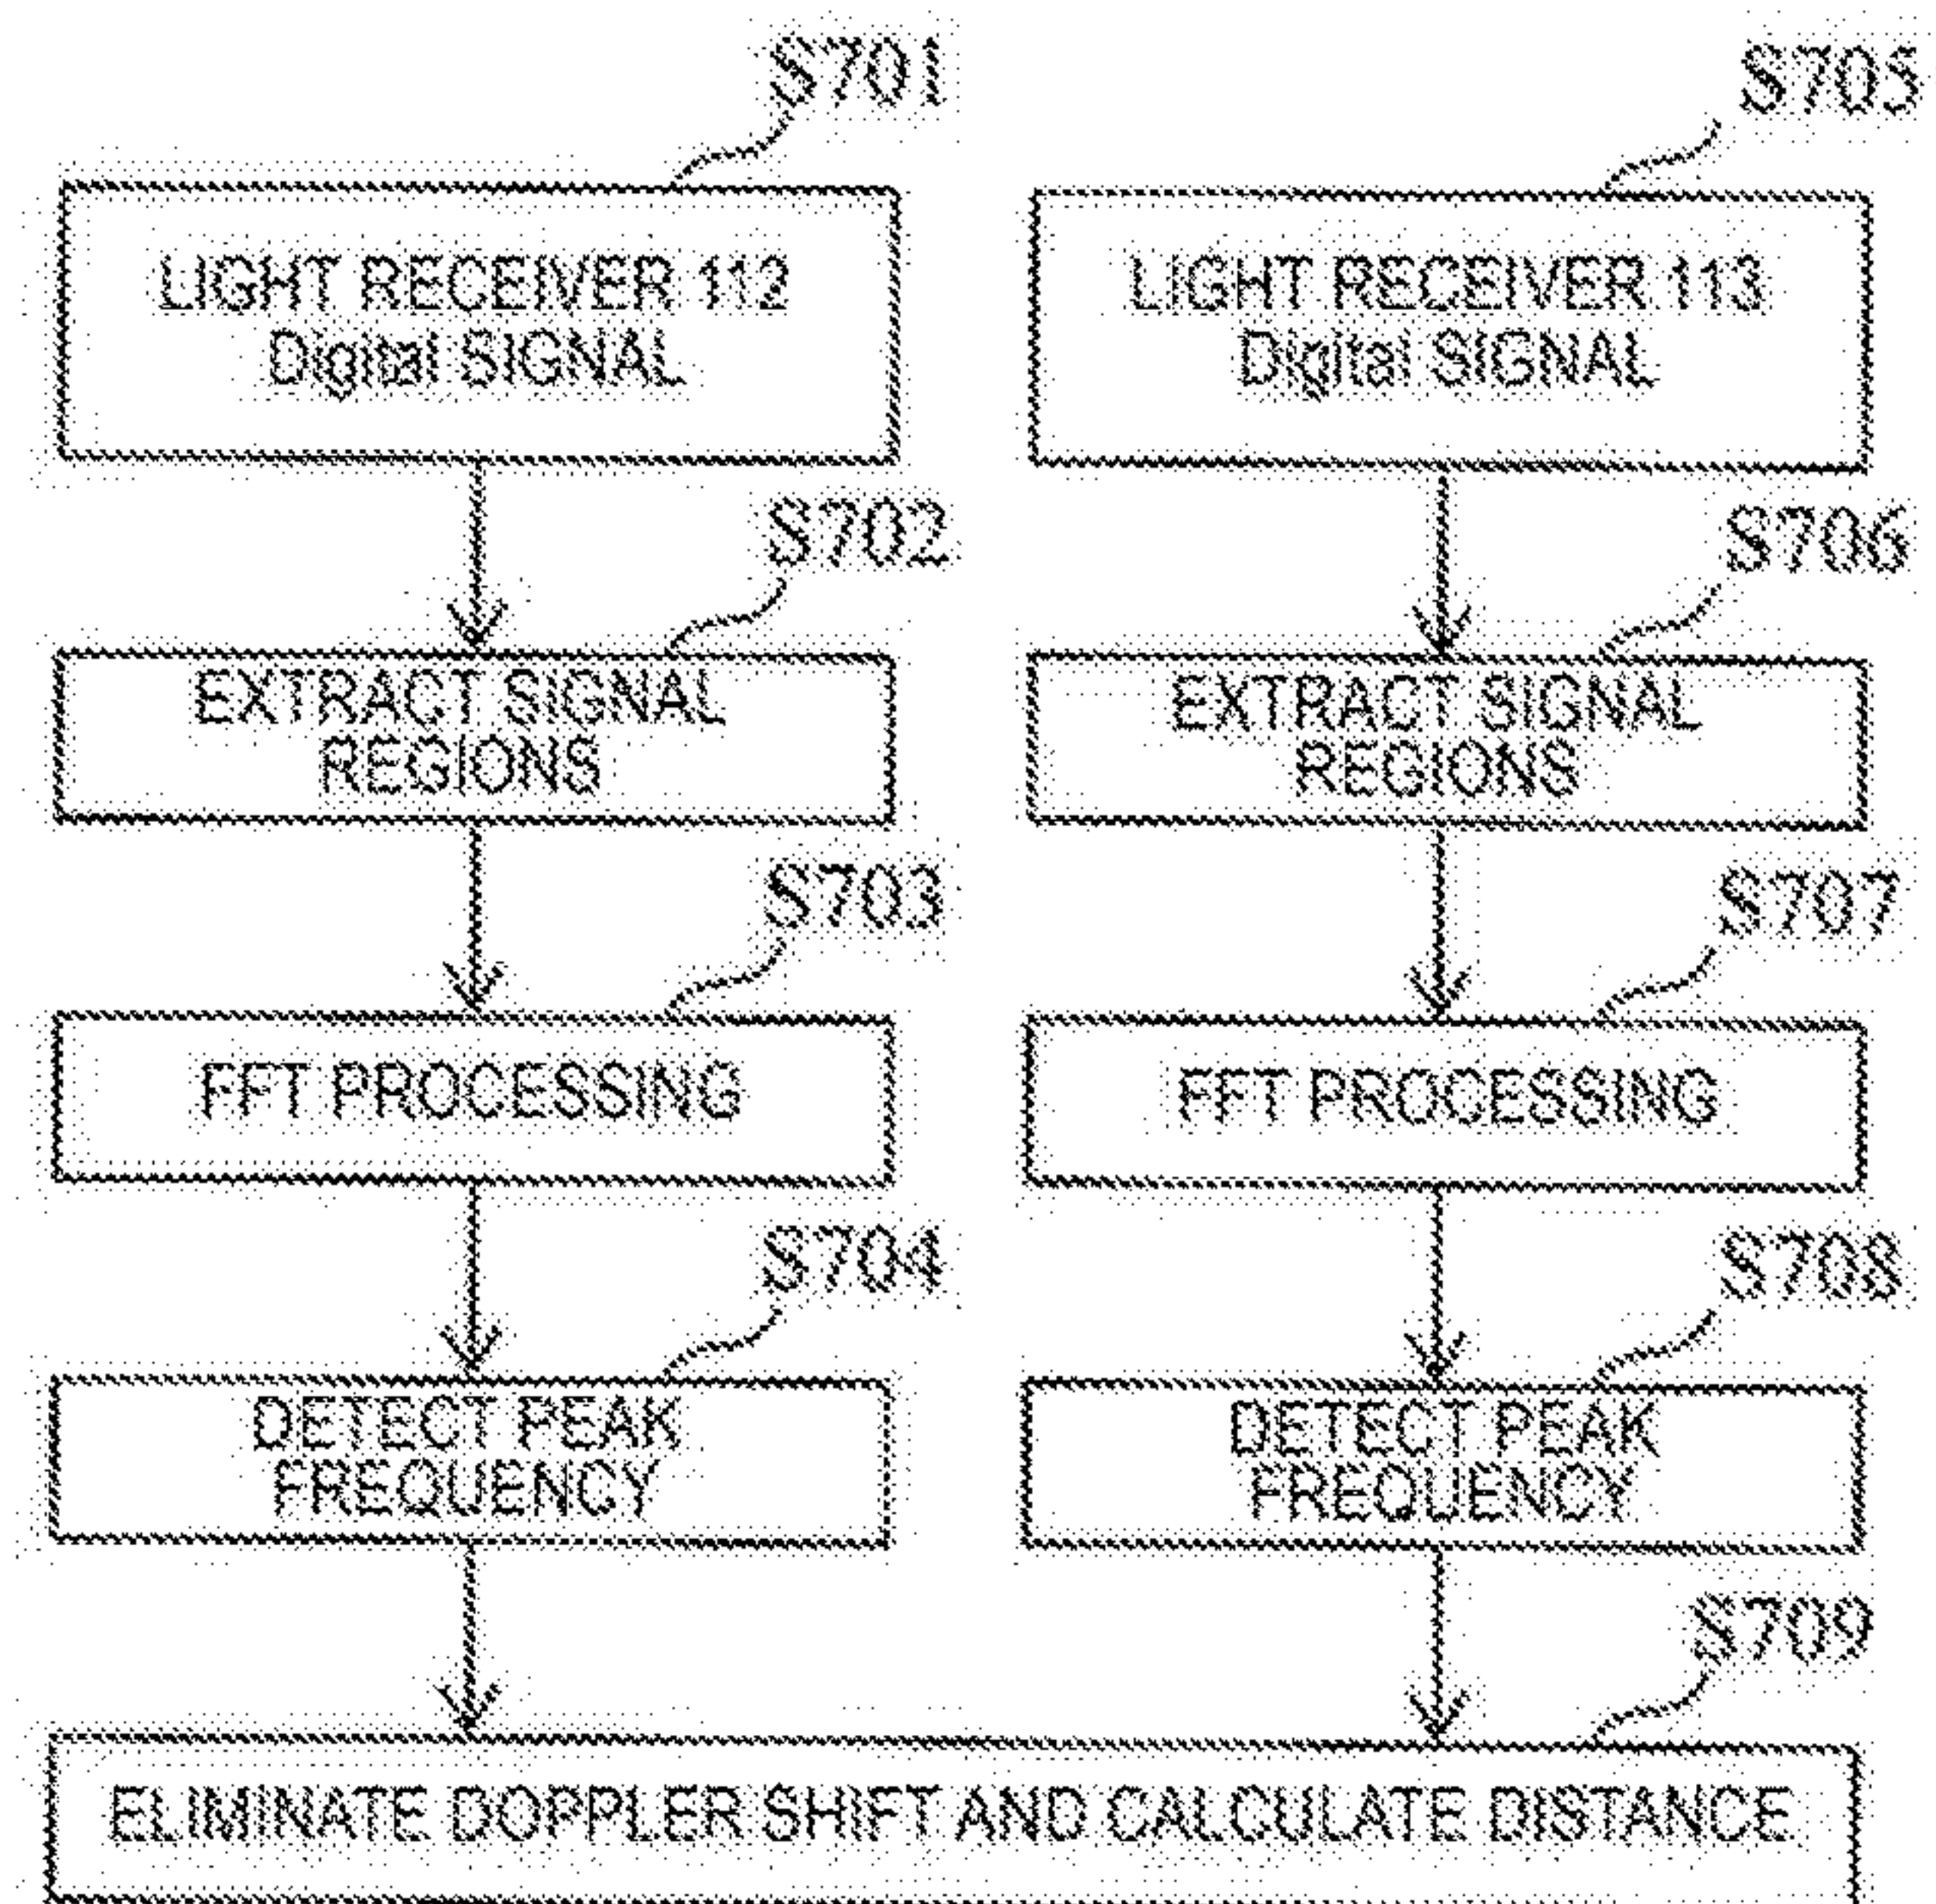 S701
LIGHT RECEIVER 112
Digital SIGNAL
S702
EXTRACT SIGNAL
REGIONS
S703
FFT PROCESSING
S704
DETECT PEAK
FREQUENCY
S705
LIGHT RECEIVER 113
Digital SIGNAL
S706
EXTRACT SIGNAL
REGIONS
S707
FFT PROCESSING
S708
DETECT PEAK
FREQUENCY
S709
ELIMINATE DOPPLER SHIFT AND CALCULATE DISTANCE